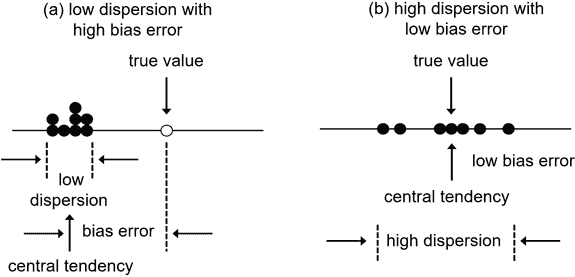 (a) low dispersion with
high bias error
true value
low
dispersion
bias error
central tendency
(b) high dispersion with
low bias error
true value
low bias error
central tendency
high dispersion